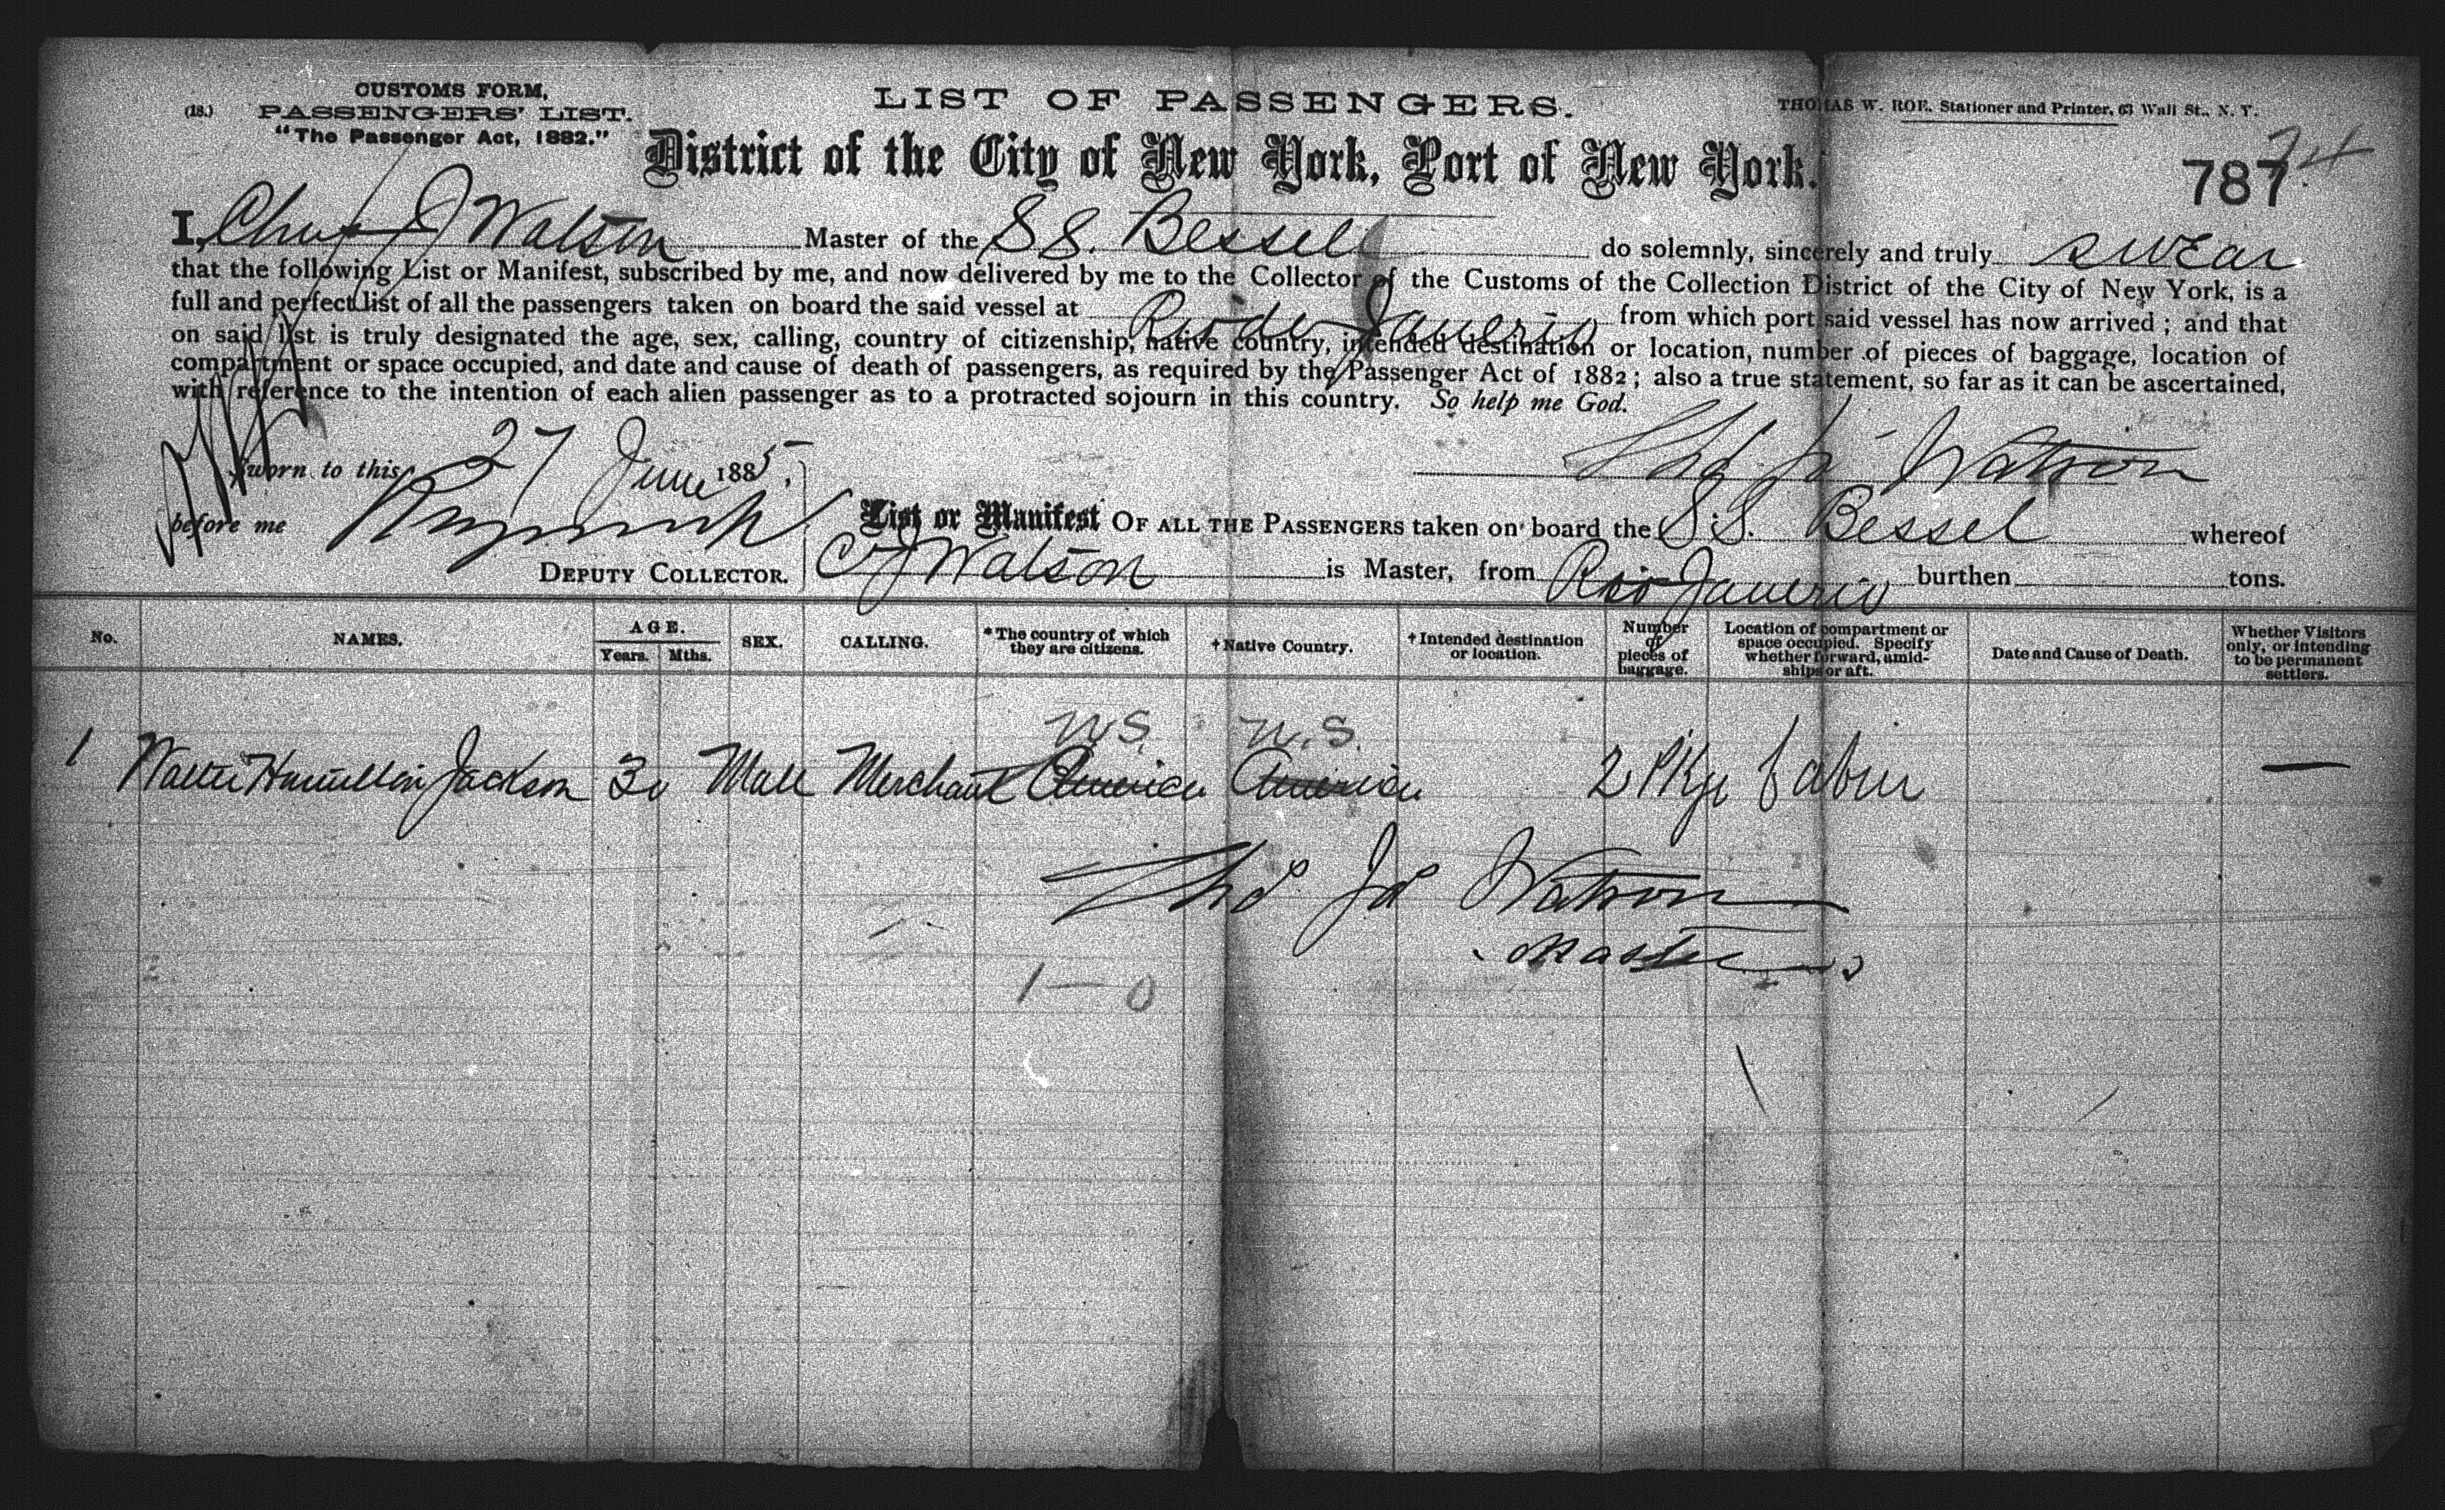 CUSTOMS FORM,
(18.) PASSENGERS' LIST.
"The Passenger Act, 1882."
LIST OF PASSENGERS.
THOMAS W. ROE. Stationer and Printer, 63 Wall St., N. Y.
District of the City of New York, Port of New York.
74
787
I, J Watson Master of the S S. Bessel do solemnly, sincerely and truly swear
that the following List or Manifest, subscribed by me, and now delivered by me to the Collector of the Customs of the Collection District of the City of New York, is a
full and perfect list of all the passengers taken on board the said vessel at Rio de Janerio from which port said vessel has now arrived; and that
on said list is truly designated the age, sex, calling, country of citizenship, native country, intended destination or location, number of pieces of baggage, location of
compartment or space occupied, and date and cause of death of passengers, as required by the Passenger Act of 1882; also a true statement, so far as it can be ascertained,
with reference to the intention of each alien passenger as to a protracted sojourn in this country. So help me God.
Sworn to this 27 June 1885,
Watson
before me
DEPUTY COLLECTOR.
List or Manifest OF ALL THE PASSENGERS taken on board the S.S. Bessel whereof
C J Watson is Master, from Rio Janerio burthen tons.
No. NAMES. AGE. Years. Mths. SEX. CALLING. *The country of which they are citizens. †Native Country. †Intended destination or location. Number of pieces of baggage. Location of compartment or space occupied. Specify whether forward, amidships or aft. Date and Cause of Death. Whether Visitors only, or intending to be permanent settlers.
U.S. U.S.
1 Walter Hamilton Jackson 30 Male Merchant America America 2 Pkgs Cabin —
Watson
Master
1 — 0